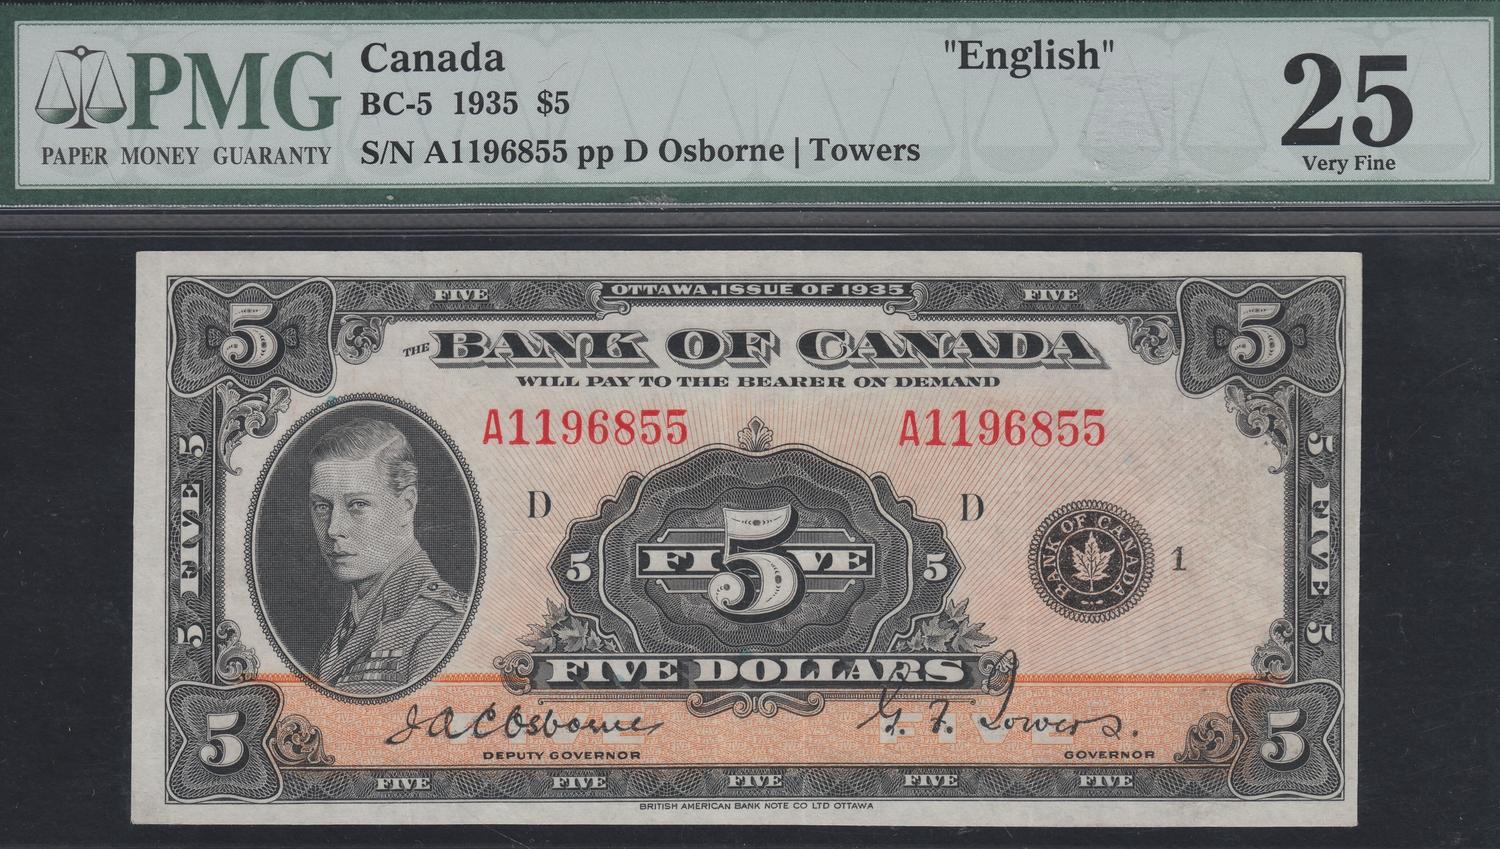 PMG
PAPER MONEY GUARANTY
Canada
BC-5 1935 $5
S/N A1196855 pp D Osborne | Towers
"English"
25
Very Fine
5 FIVE OTTAWA, ISSUE OF 1935 FIVE 5
THE BANK OF CANADA
WILL PAY TO THE BEARER ON DEMAND
A1196855 A1196855
5 5
D D
FIVE FIVE
5 FIVE 5 5
BANK OF CANADA
1
5 5
FIVE DOLLARS
J.A.C. Osborne G. F. Towers.
FIVE
DEPUTY GOVERNOR GOVERNOR
5 5
FIVE FIVE FIVE FIVE FIVE
BRITISH AMERICAN BANK NOTE CO LTD OTTAWA